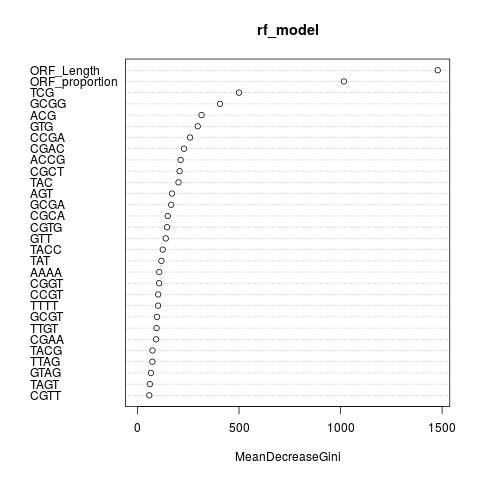 rf_model
ORF_Length
ORF_proportion
TCG
GCGG
ACG
GTG
CCGA
CGAC
ACCG
CGCT
TAC
AGT
GCGA
CGCA
CGTG
GTT
TACC
TAT
AAAA
CGGT
CCGT
TTTT
GCGT
TTGT
CGAA
TACG
TTAG
GTAG
TAGT
CGTT
0 500 1000 1500
MeanDecreaseGini